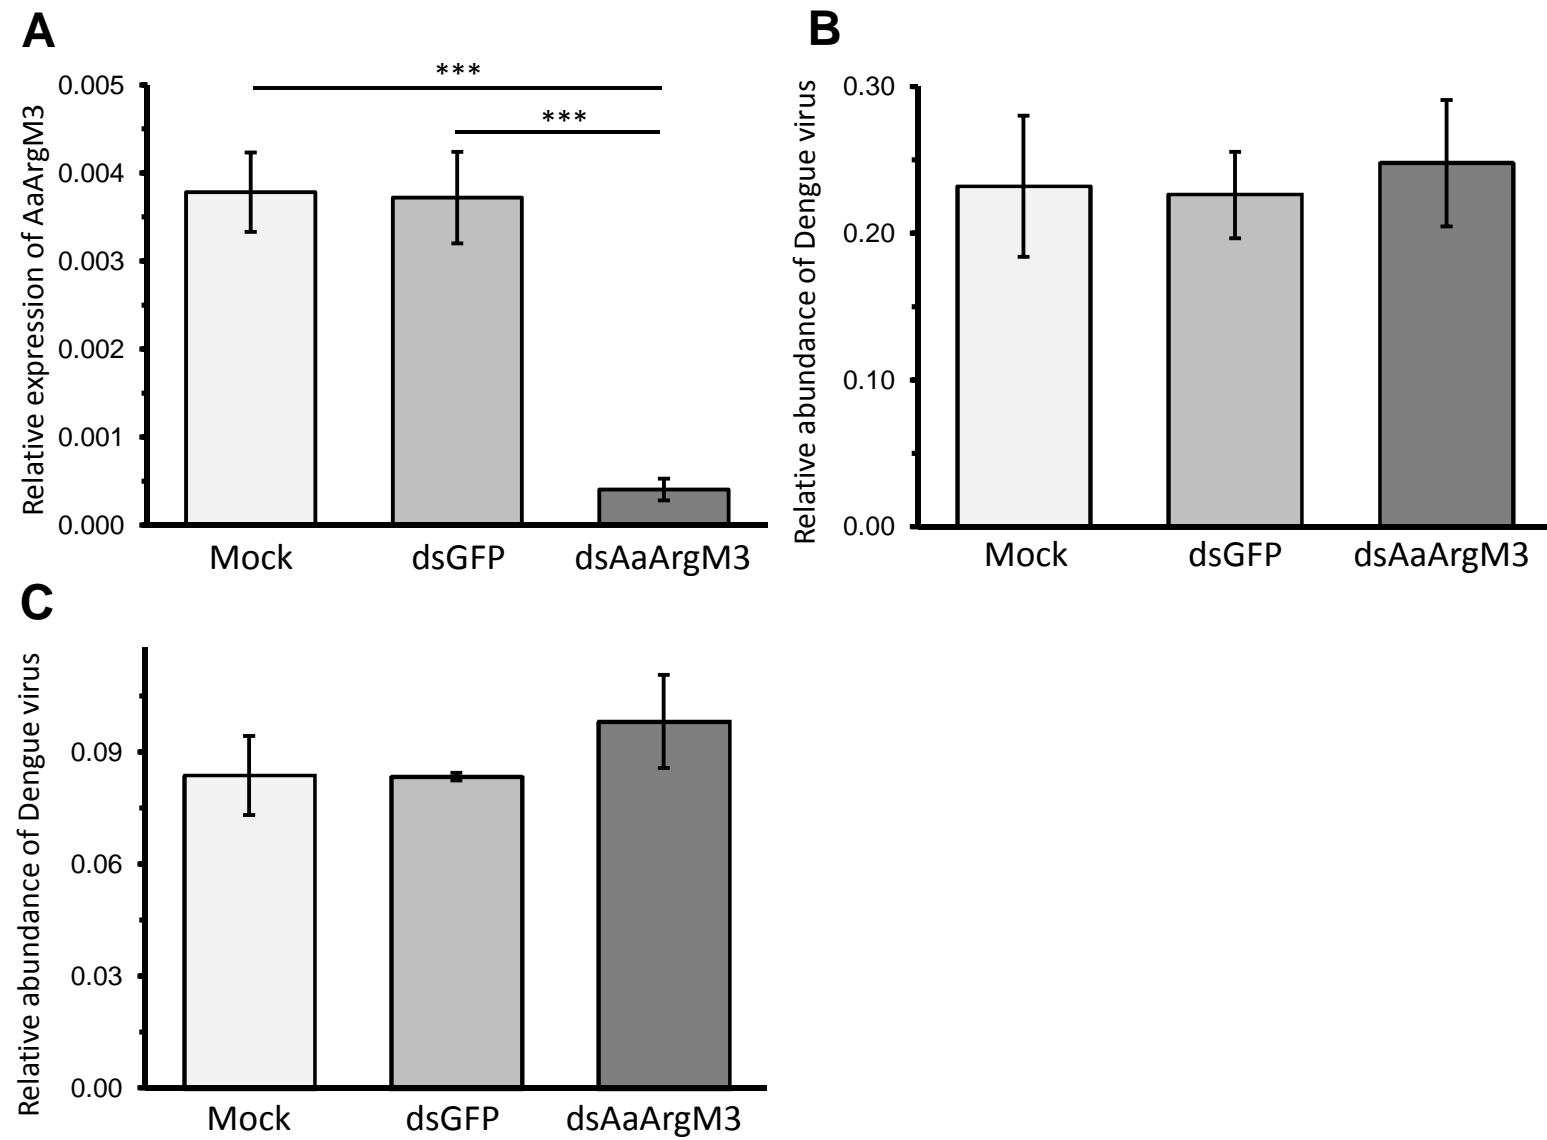 A
Relative expression of AaArgM3
0.005
0.004
0.003
0.002
0.001
0.000
***
***
Mock dsGFP dsAaArgM3
B
Relative abundance of Dengue virus
0.30
0.20
0.10
0.00
Mock dsGFP dsAaArgM3
C
Relative abundance of Dengue virus
0.09
0.06
0.03
0.00
Mock dsGFP dsAaArgM3